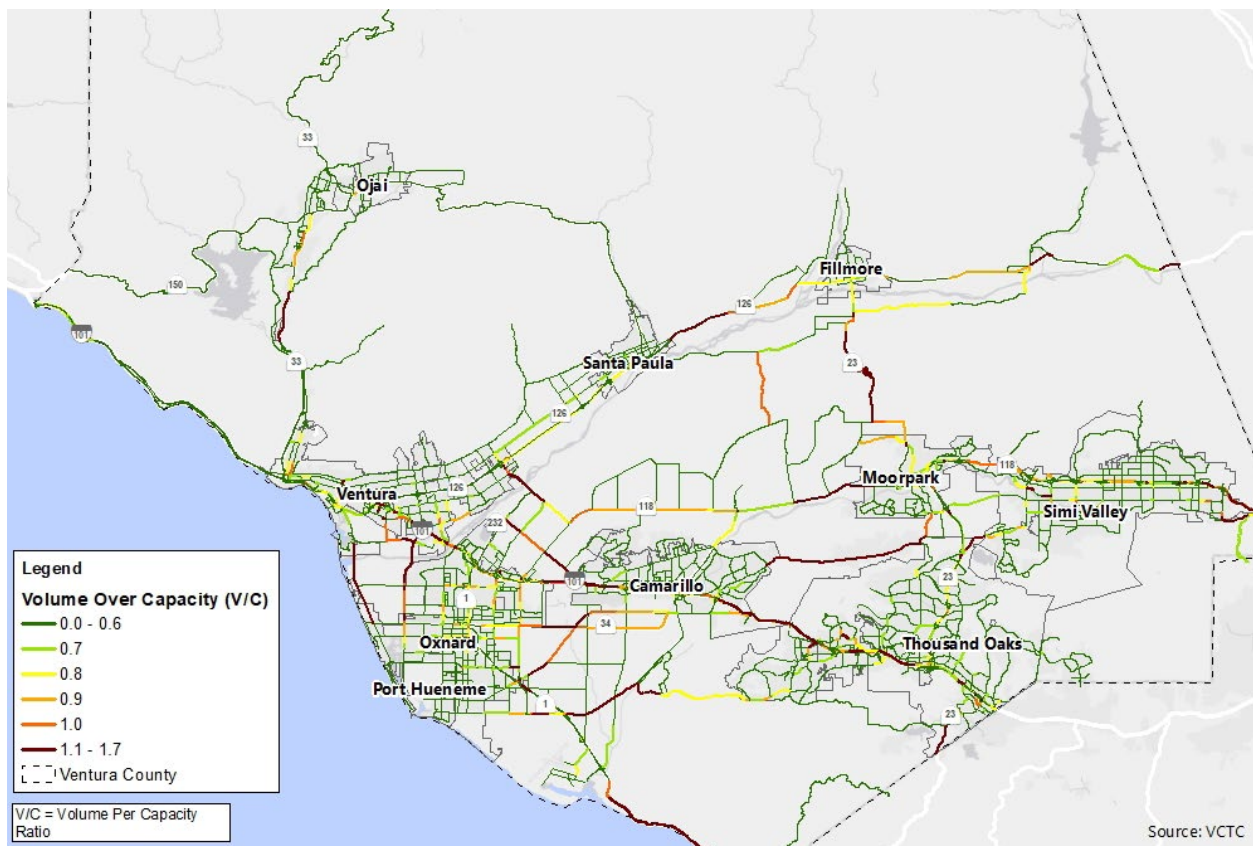 33
Ojai
150
101
33
Fillmore
126
Santa Paula
23
126
Moorpark
118
Simi Valley
Ventura
126
101
232
118
101
Camarillo
23
1
34
Oxnard
Thousand Oaks
Port Hueneme
1
23
Legend
Volume Over Capacity (V/C)
0.0 - 0.6
0.7
0.8
0.9
1.0
1.1 - 1.7
Ventura County
V/C = Volume Per Capacity
Ratio
Source: VCTC